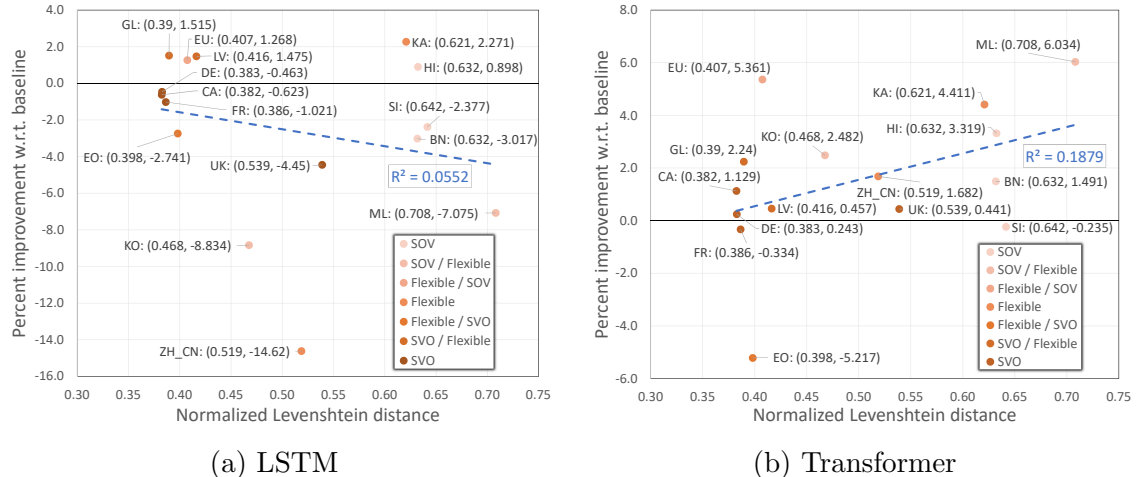 4.0
2.0
0.0
-2.0
-4.0
-6.0
-8.0
-10.0
-12.0
-14.0
-16.0
Percent improvement w.r.t. baseline
GL: (0.39, 1.515)
EU: (0.407, 1.268)
LV: (0.416, 1.475)
DE: (0.383, -0.463)
CA: (0.382, -0.623)
FR: (0.386, -1.021)
KA: (0.621, 2.271)
HI: (0.632, 0.898)
SI: (0.642, -2.377)
BN: (0.632, -3.017)
EO: (0.398, -2.741)
UK: (0.539, -4.45)
R² = 0.0552
ML: (0.708, -7.075)
KO: (0.468, -8.834)
ZH_CN: (0.519, -14.62)
SOV
SOV / Flexible
Flexible / SOV
Flexible
Flexible / SVO
SVO / Flexible
SVO
0.30 0.35 0.40 0.45 0.50 0.55 0.60 0.65 0.70 0.75
Normalized Levenshtein distance
(a) LSTM
8.0
6.0
4.0
2.0
0.0
-2.0
-4.0
-6.0
Percent improvement w.r.t. baseline
ML: (0.708, 6.034)
EU: (0.407, 5.361)
KA: (0.621, 4.411)
HI: (0.632, 3.319)
KO: (0.468, 2.482)
R² = 0.1879
GL: (0.39, 2.24)
CA: (0.382, 1.129)
ZH_CN: (0.519, 1.682)
BN: (0.632, 1.491)
LV: (0.416, 0.457)
UK: (0.539, 0.441)
DE: (0.383, 0.243)
SI: (0.642, -0.235)
FR: (0.386, -0.334)
EO: (0.398, -5.217)
SOV
SOV / Flexible
Flexible / SOV
Flexible
Flexible / SVO
SVO / Flexible
SVO
0.30 0.35 0.40 0.45 0.50 0.55 0.60 0.65 0.70 0.75
Normalized Levenshtein distance
(b) Transformer